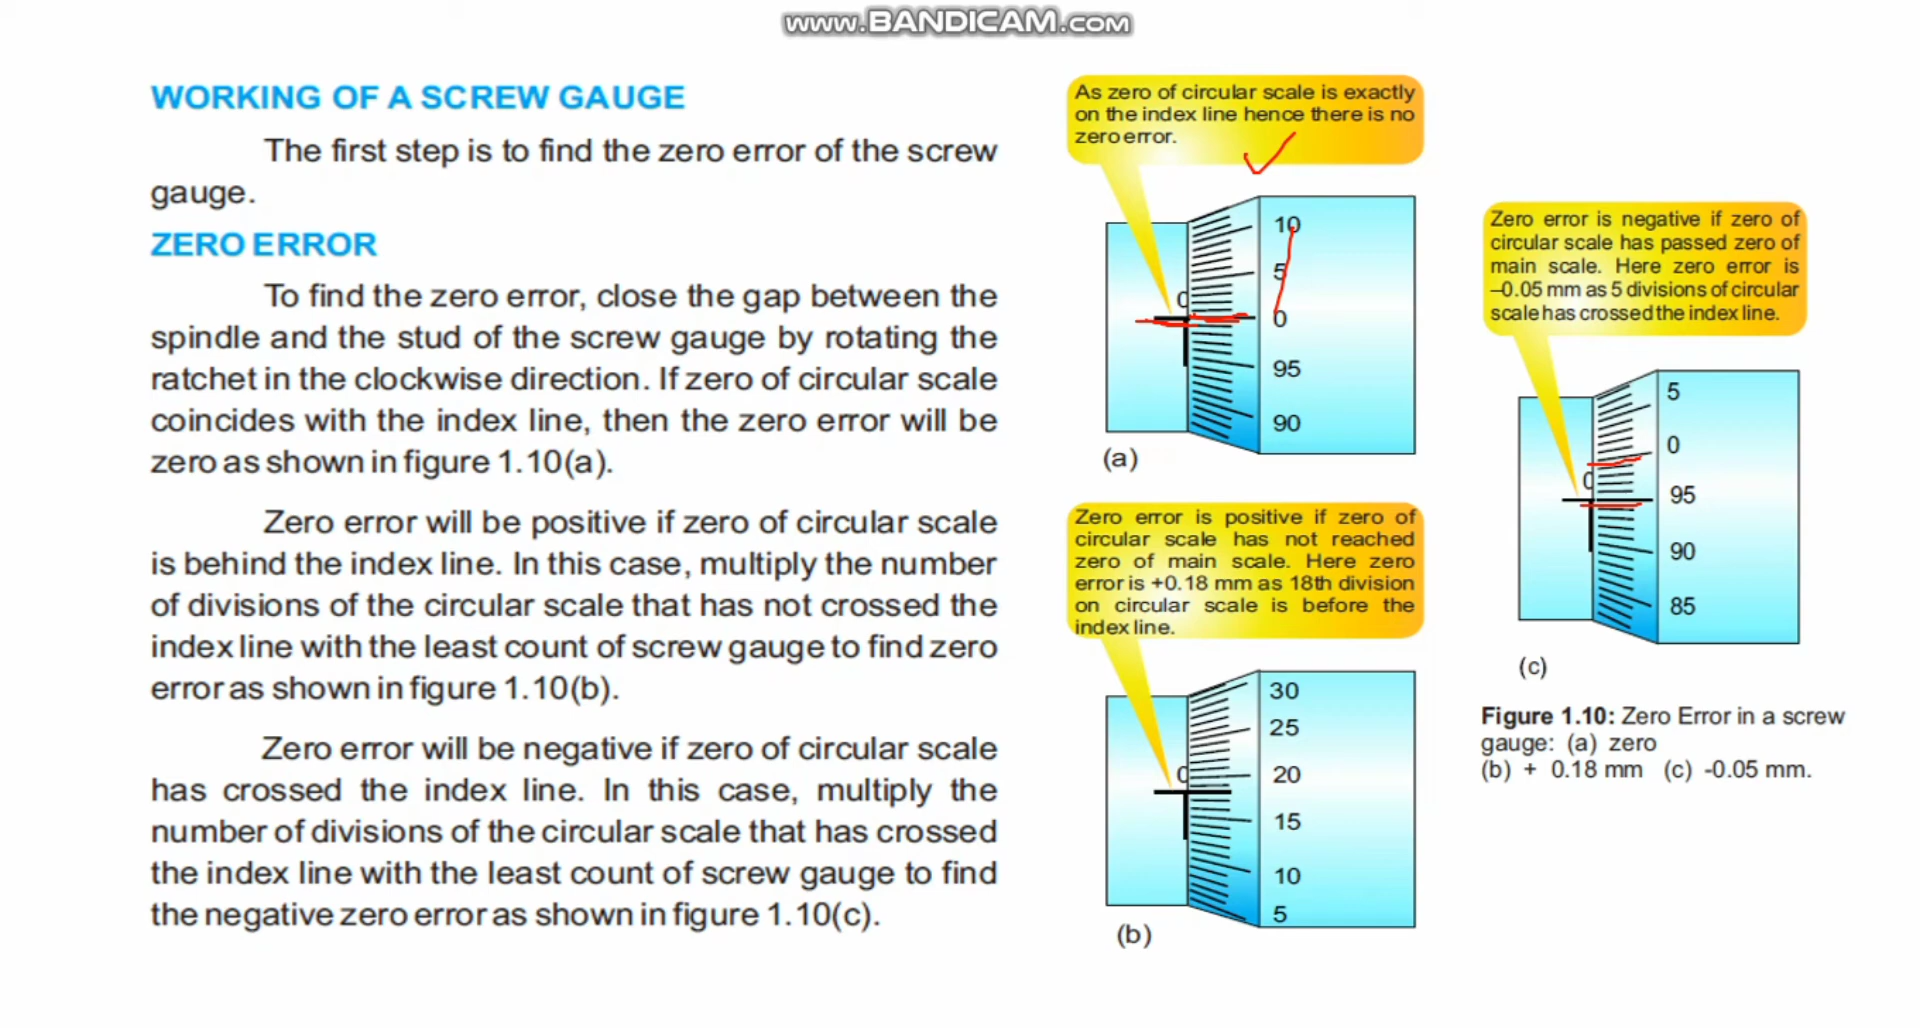 WWW.BANDICAM.COM
WORKING OF A SCREW GAUGE
The first step is to find the zero error of the screw
gauge.
ZERO ERROR
To find the zero error, close the gap between the
spindle and the stud of the screw gauge by rotating the
ratchet in the clockwise direction. If zero of circular scale
coincides with the index line, then the zero error will be
zero as shown in figure 1.10(a).
Zero error will be positive if zero of circular scale
is behind the index line. In this case, multiply the number
of divisions of the circular scale that has not crossed the
index line with the least count of screw gauge to find zero
error as shown in figure 1.10(b).
Zero error will be negative if zero of circular scale
has crossed the index line. In this case, multiply the
number of divisions of the circular scale that has crossed
the index line with the least count of screw gauge to find
the negative zero error as shown in figure 1.10(c).
As zero of circular scale is exactly
on the index line hence there is no
zero error.
10
5
0
0
95
90
(a)
Zero error is positive if zero of
circular scale has not reached
zero of main scale. Here zero
error is +0.18 mm as 18th division
on circular scale is before the
index line.
30
25
0
20
15
10
5
(b)
Zero error is negative if zero of
circular scale has passed zero of
main scale. Here zero error is
–0.05 mm as 5 divisions of circular
scale has crossed the index line.
5
0
0
95
90
85
(c)
Figure 1.10: Zero Error in a screw
gauge: (a) zero
(b) + 0.18 mm (c) -0.05 mm.